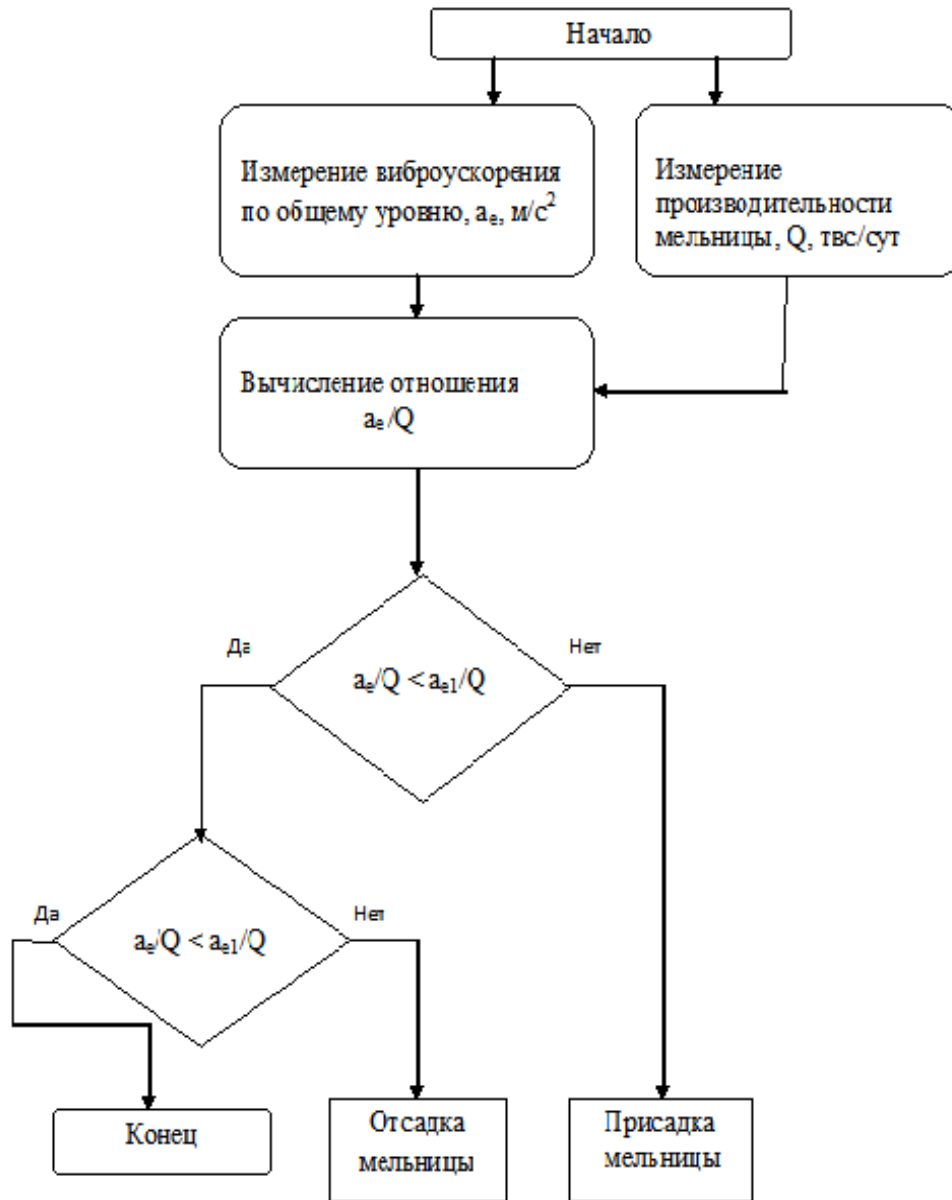 Начало
Измерение виброускорения
по общему уровню, aₑ, м/с²
Измерение
производительности
мельницы, Q, твс/сут
Вычисление отношения
aₑ/Q
Да
Нет
aₑ/Q < aₑ₁/Q
Да
Нет
aₑ/Q < aₑ₁/Q
Конец
Отсадка
мельницы
Присадка
мельницы